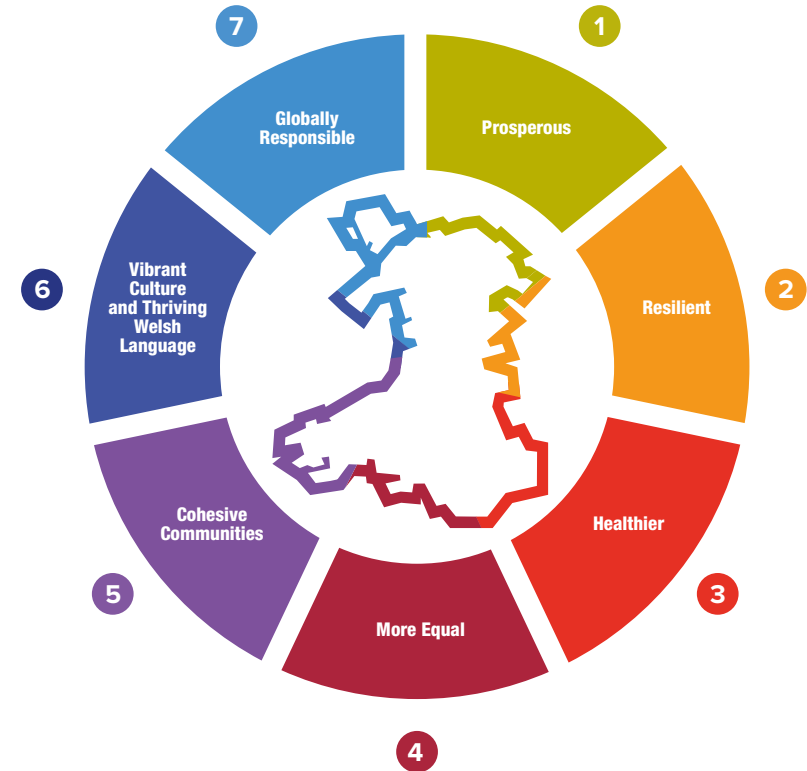 1
Prosperous
2
Resilient
3
Healthier
4
More Equal
5
Cohesive
Communities
6
Vibrant
Culture
and Thriving
Welsh
Language
7
Globally
Responsible